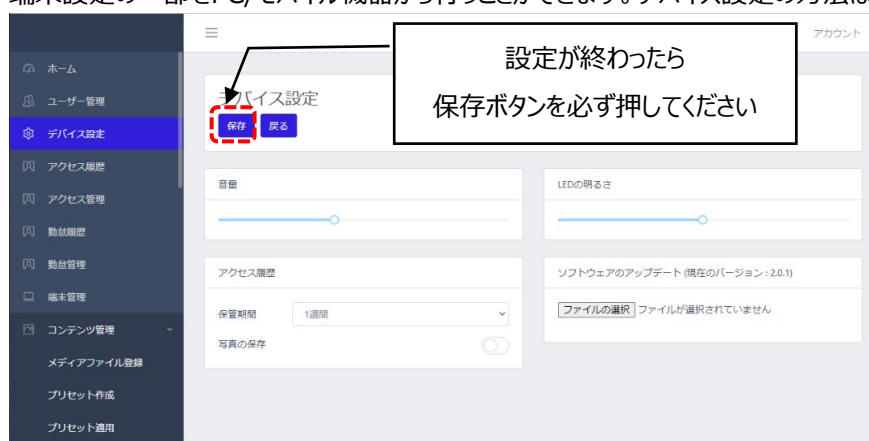 端末設定の一部をPC/モバイル機器から行うことができます。デバイス設定の方法は
アカウント
設定が終わったら
保存ボタンを必ず押してください
ホーム
ユーザー管理
デバイス設定
アクセス履歴
アクセス管理
勤怠履歴
勤怠管理
端末管理
コンテンツ管理
メディアファイル登録
プリセット作成
プリセット適用
デバイス設定
保存 戻る
音量
LEDの明るさ
アクセス履歴
保管期間 1週間
写真の保存
ソフトウェアのアップデート (現在のバージョン : 2.0.1)
ファイルの選択 ファイルが選択されていません